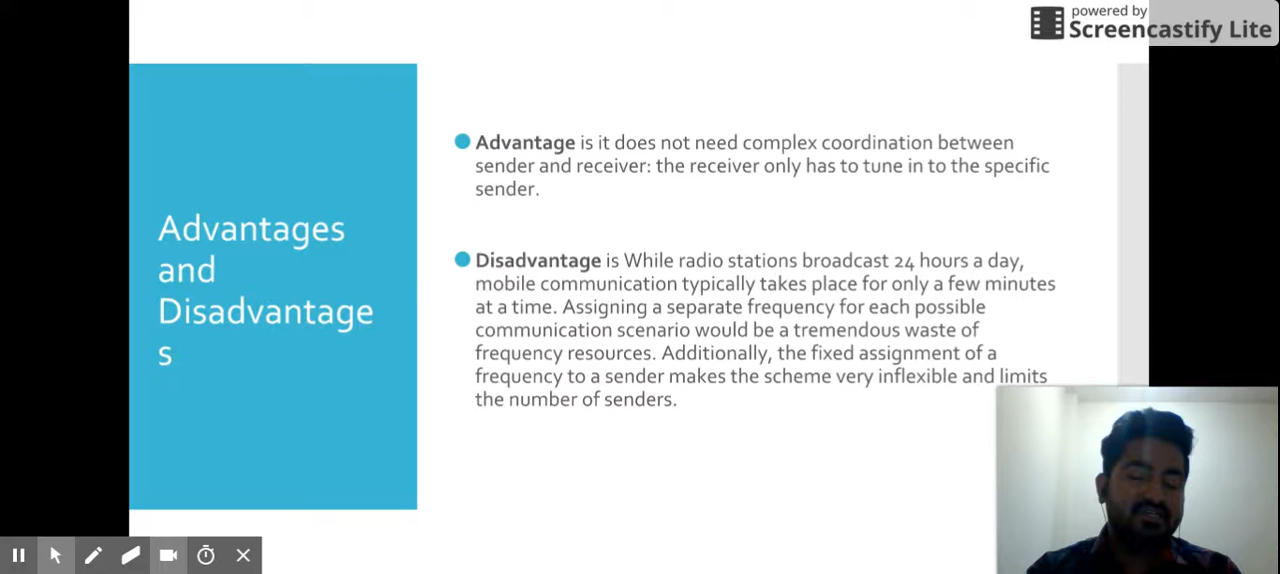 powered by
Screencastify Lite
Advantages
and
Disadvantage
s
Advantage is it does not need complex coordination between
sender and receiver: the receiver only has to tune in to the specific
sender.
Disadvantage is While radio stations broadcast 24 hours a day,
mobile communication typically takes place for only a few minutes
at a time. Assigning a separate frequency for each possible
communication scenario would be a tremendous waste of
frequency resources. Additionally, the fixed assignment of a
frequency to a sender makes the scheme very inflexible and limits
the number of senders.